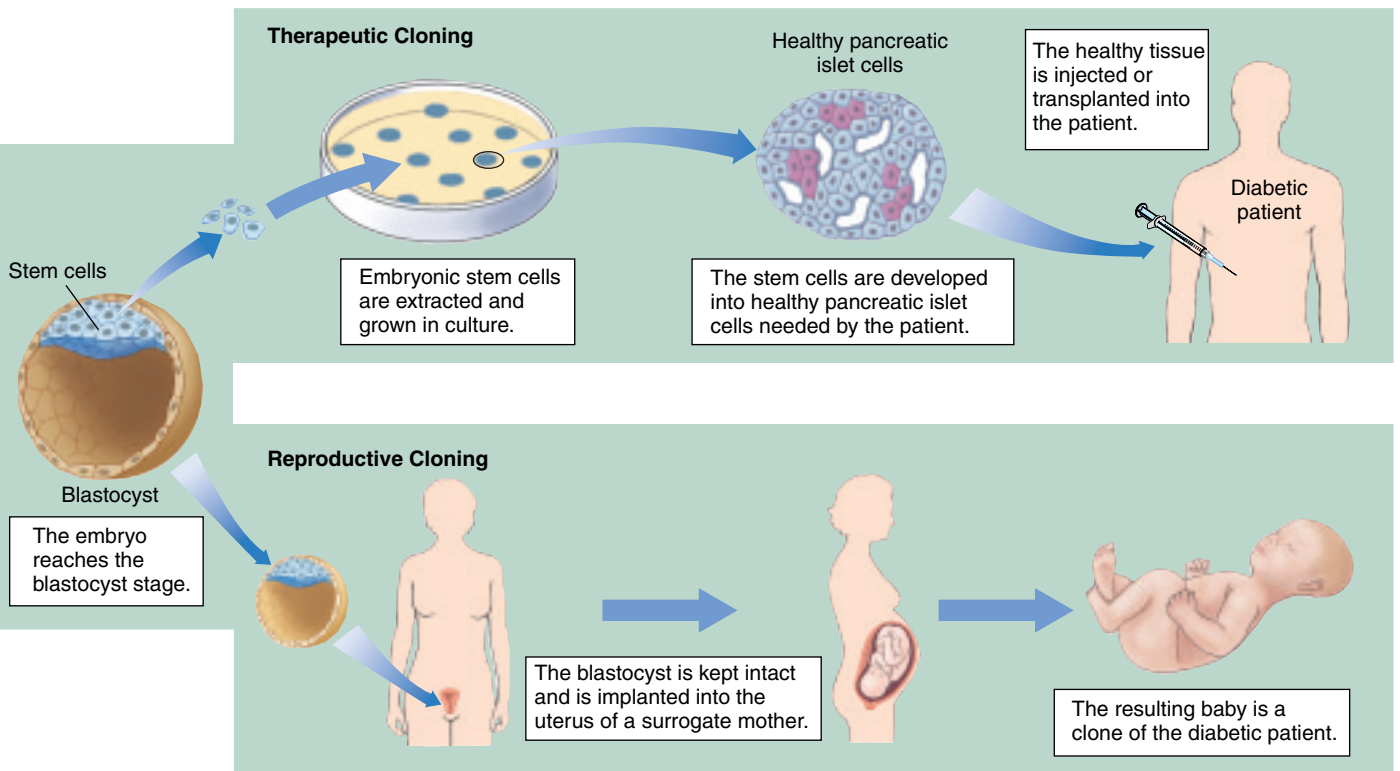 Therapeutic Cloning
Healthy pancreatic
islet cells
The healthy tissue
is injected or
transplanted into
the patient.
Diabetic
patient
Stem cells
Embryonic stem cells
are extracted and
grown in culture.
The stem cells are developed
into healthy pancreatic islet
cells needed by the patient.
Blastocyst
The embryo
reaches the
blastocyst stage.
Reproductive Cloning
The blastocyst is kept intact
and is implanted into the
uterus of a surrogate mother.
The resulting baby is a
clone of the diabetic patient.